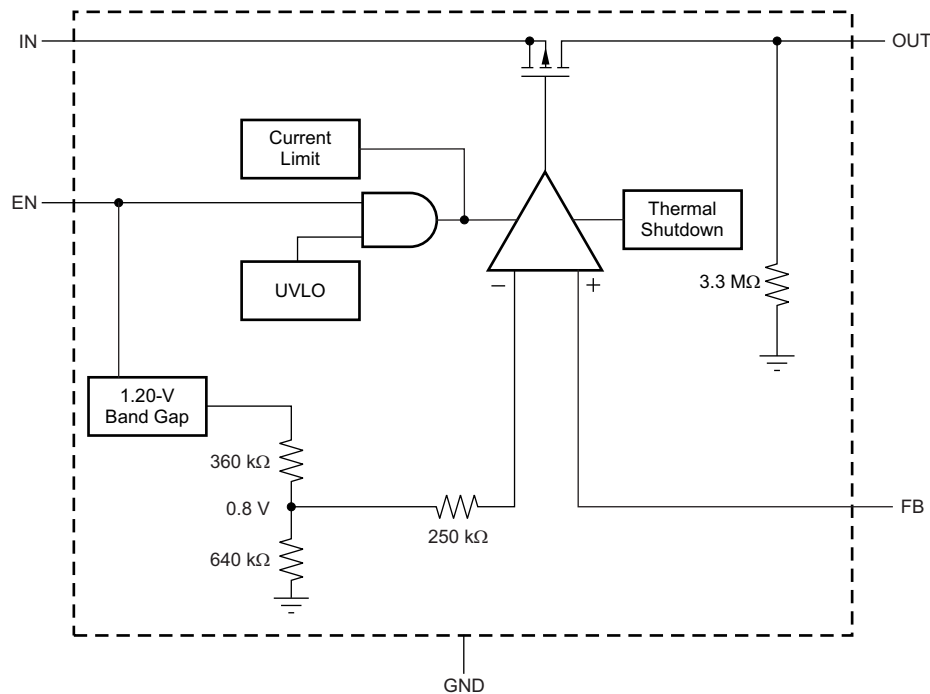 IN
OUT
Current
Limit
EN
Thermal
Shutdown
UVLO
−
+
3.3 MΩ
1.20-V
Band Gap
360 kΩ
0.8 V
FB
250 kΩ
640 kΩ
GND